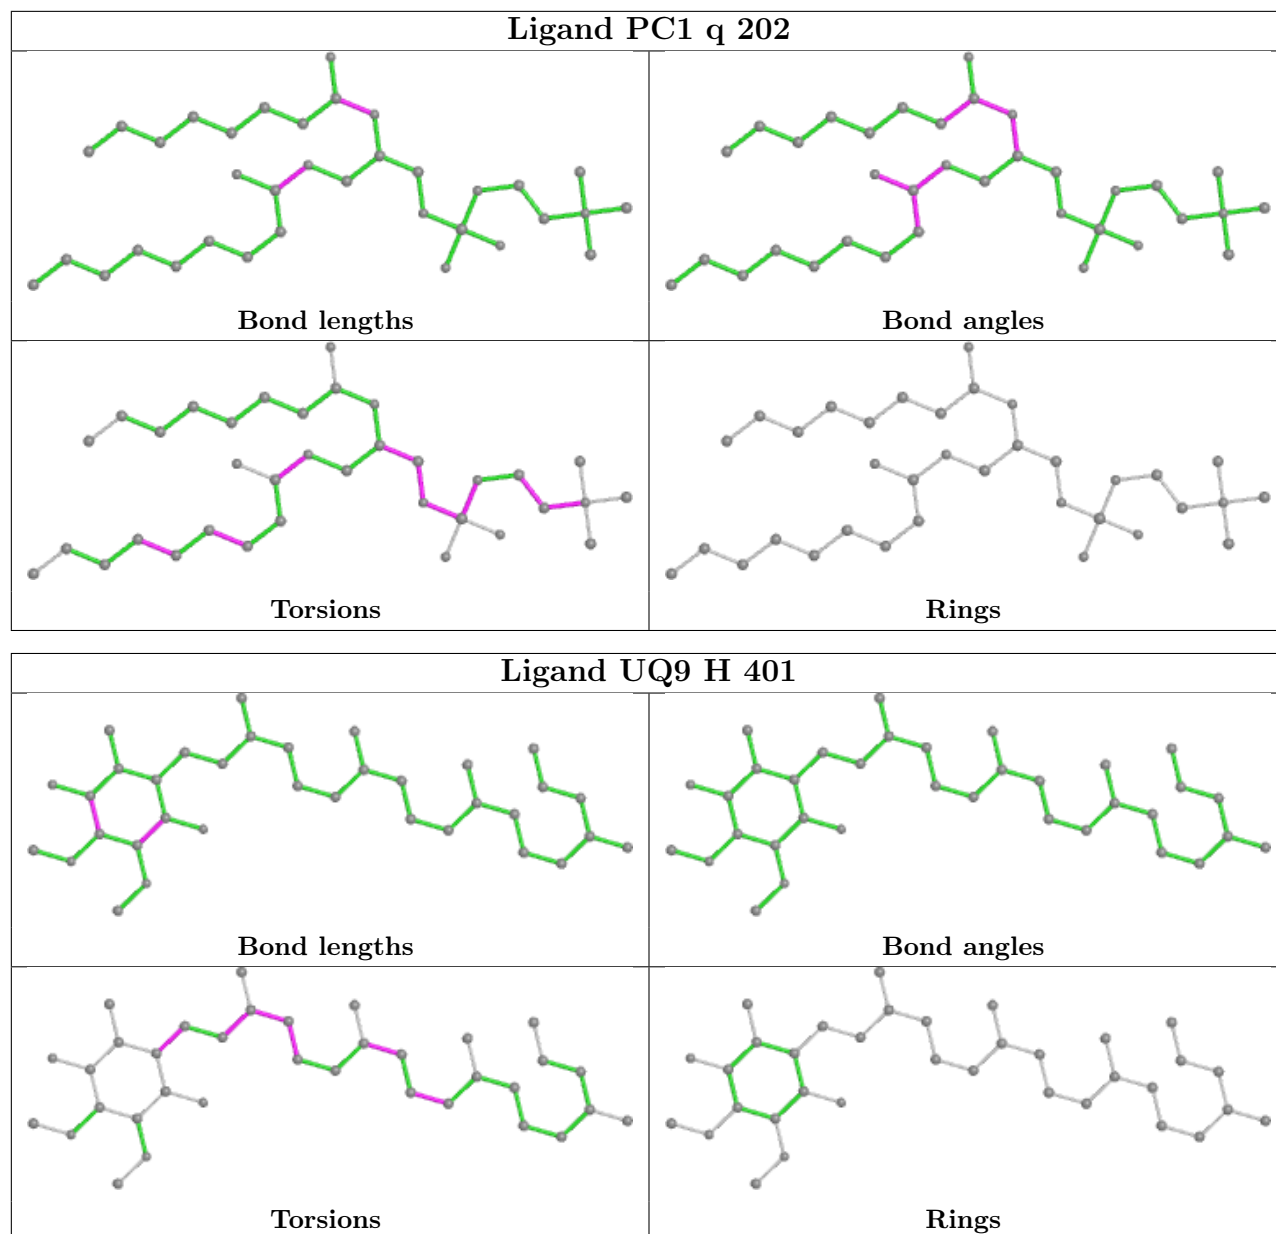 Ligand PC1 q 202
Bond lengths
Bond angles
Torsions
Rings
Ligand UQ9 H 401
Bond lengths
Bond angles
Torsions
Rings